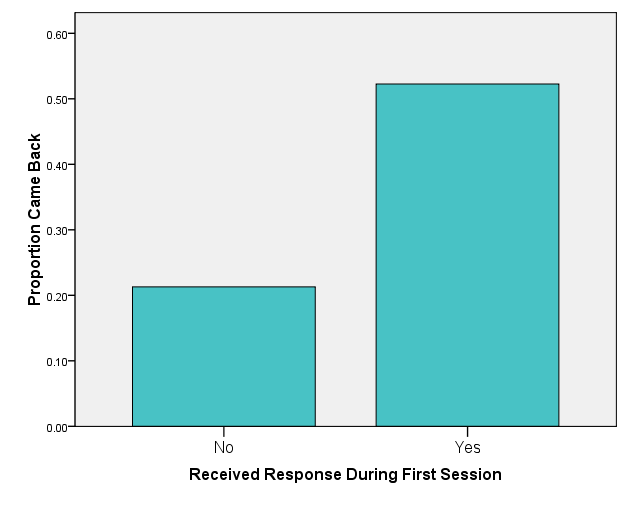 0.60
0.50
0.40
0.30
0.20
0.10
0.00
Proportion Came Back
No
Yes
Received Response During First Session